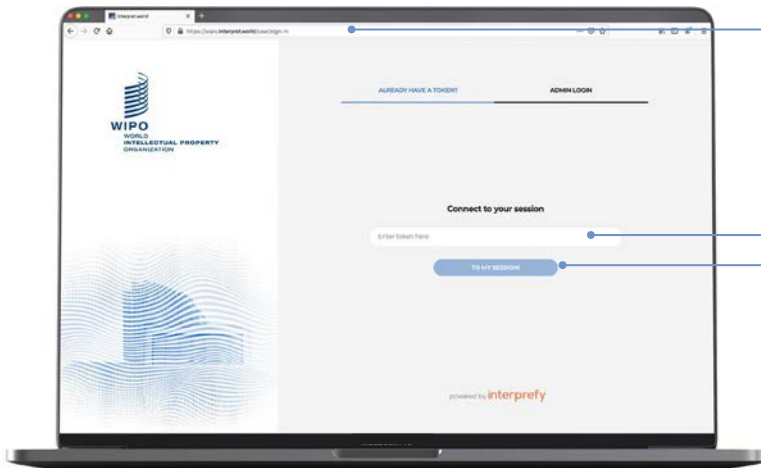 interpret.world
https://wipo.interpret.world/user/sign-in
ALREADY HAVE A TOKEN?
ADMIN LOGIN
WIPO
WORLD
INTELLECTUAL PROPERTY
ORGANIZATION
Connect to your session
Enter token here
TO MY SESSION!
powered by interprefy